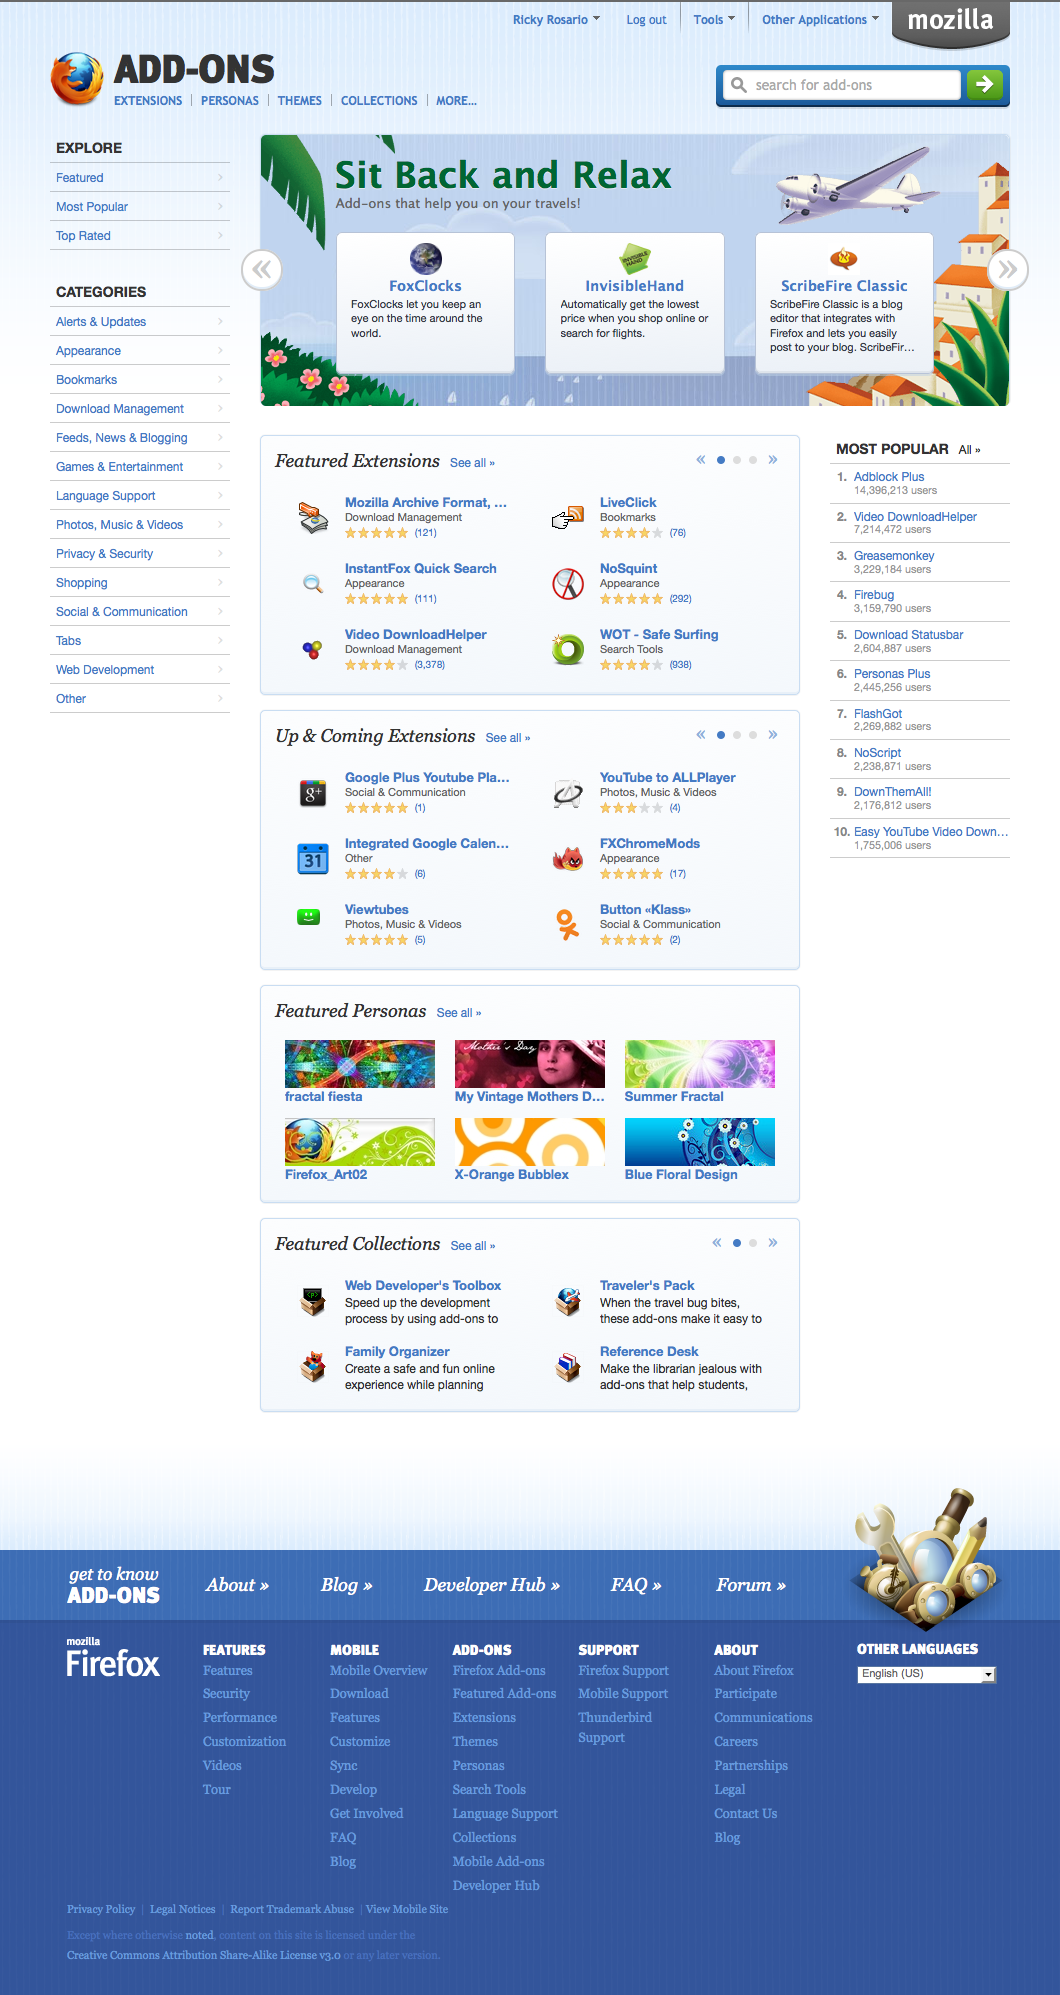 Ricky Rosario Log out Tools Other Applications mozilla
ADD-ONS
EXTENSIONS PERSONAS THEMES COLLECTIONS MORE...
search for add-ons
EXPLORE
Featured
Most Popular
Top Rated
CATEGORIES
Alerts & Updates
Appearance
Bookmarks
Download Management
Feeds, News & Blogging
Games & Entertainment
Language Support
Photos, Music & Videos
Privacy & Security
Shopping
Social & Communication
Tabs
Web Development
Other
Sit Back and Relax
Add-ons that help you on your travels!
FoxClocks
FoxClocks let you keep an
eye on the time around the
world.
INVISIBLE
HAND
InvisibleHand
Automatically get the lowest
price when you shop online or
search for flights.
ScribeFire Classic
ScribeFire Classic is a blog
editor that integrates with
Firefox and lets you easily
post to your blog. ScribeFir...
Featured Extensions See all »
Mozilla Archive Format, ...
Download Management
(121)
LiveClick
Bookmarks
(76)
InstantFox Quick Search
Appearance
(111)
NoSquint
Appearance
(292)
Video DownloadHelper
Download Management
(3,378)
WOT - Safe Surfing
Search Tools
(938)
Up & Coming Extensions See all »
g+
Google Plus Youtube Pla...
Social & Communication
(1)
YouTube to ALLPlayer
Photos, Music & Videos
(4)
31
Integrated Google Calen...
Other
(6)
FXChromeMods
Appearance
(17)
Viewtubes
Photos, Music & Videos
(5)
Button «Klass»
Social & Communication
(2)
Featured Personas See all »
fractal fiesta
Mother's Day
My Vintage Mothers D...
Summer Fractal
Firefox_Art02
X-Orange Bubblex
Blue Floral Design
Featured Collections See all »
Web Developer's Toolbox
Speed up the development
process by using add-ons to
Traveler's Pack
When the travel bug bites,
these add-ons make it easy to
Family Organizer
Create a safe and fun online
experience while planning
Reference Desk
Make the librarian jealous with
add-ons that help students,
MOST POPULAR All »
1. Adblock Plus
14,396,213 users
2. Video DownloadHelper
7,214,472 users
3. Greasemonkey
3,229,184 users
4. Firebug
3,159,790 users
5. Download Statusbar
2,604,887 users
6. Personas Plus
2,445,256 users
7. FlashGot
2,269,882 users
8. NoScript
2,238,871 users
9. DownThemAll!
2,176,812 users
10. Easy YouTube Video Down...
1,755,006 users
get to know
ADD-ONS
About » Blog » Developer Hub » FAQ » Forum »
mozilla
Firefox
FEATURES
Features
Security
Performance
Customization
Videos
Tour
MOBILE
Mobile Overview
Download
Features
Customize
Sync
Develop
Get Involved
FAQ
Blog
ADD-ONS
Firefox Add-ons
Featured Add-ons
Extensions
Themes
Personas
Search Tools
Language Support
Collections
Mobile Add-ons
Developer Hub
SUPPORT
Firefox Support
Mobile Support
Thunderbird
Support
ABOUT
About Firefox
Participate
Communications
Careers
Partnerships
Legal
Contact Us
Blog
OTHER LANGUAGES
English (US)
Privacy Policy | Legal Notices | Report Trademark Abuse | View Mobile Site
Except where otherwise noted, content on this site is licensed under the
Creative Commons Attribution Share-Alike License v3.0 or any later version.